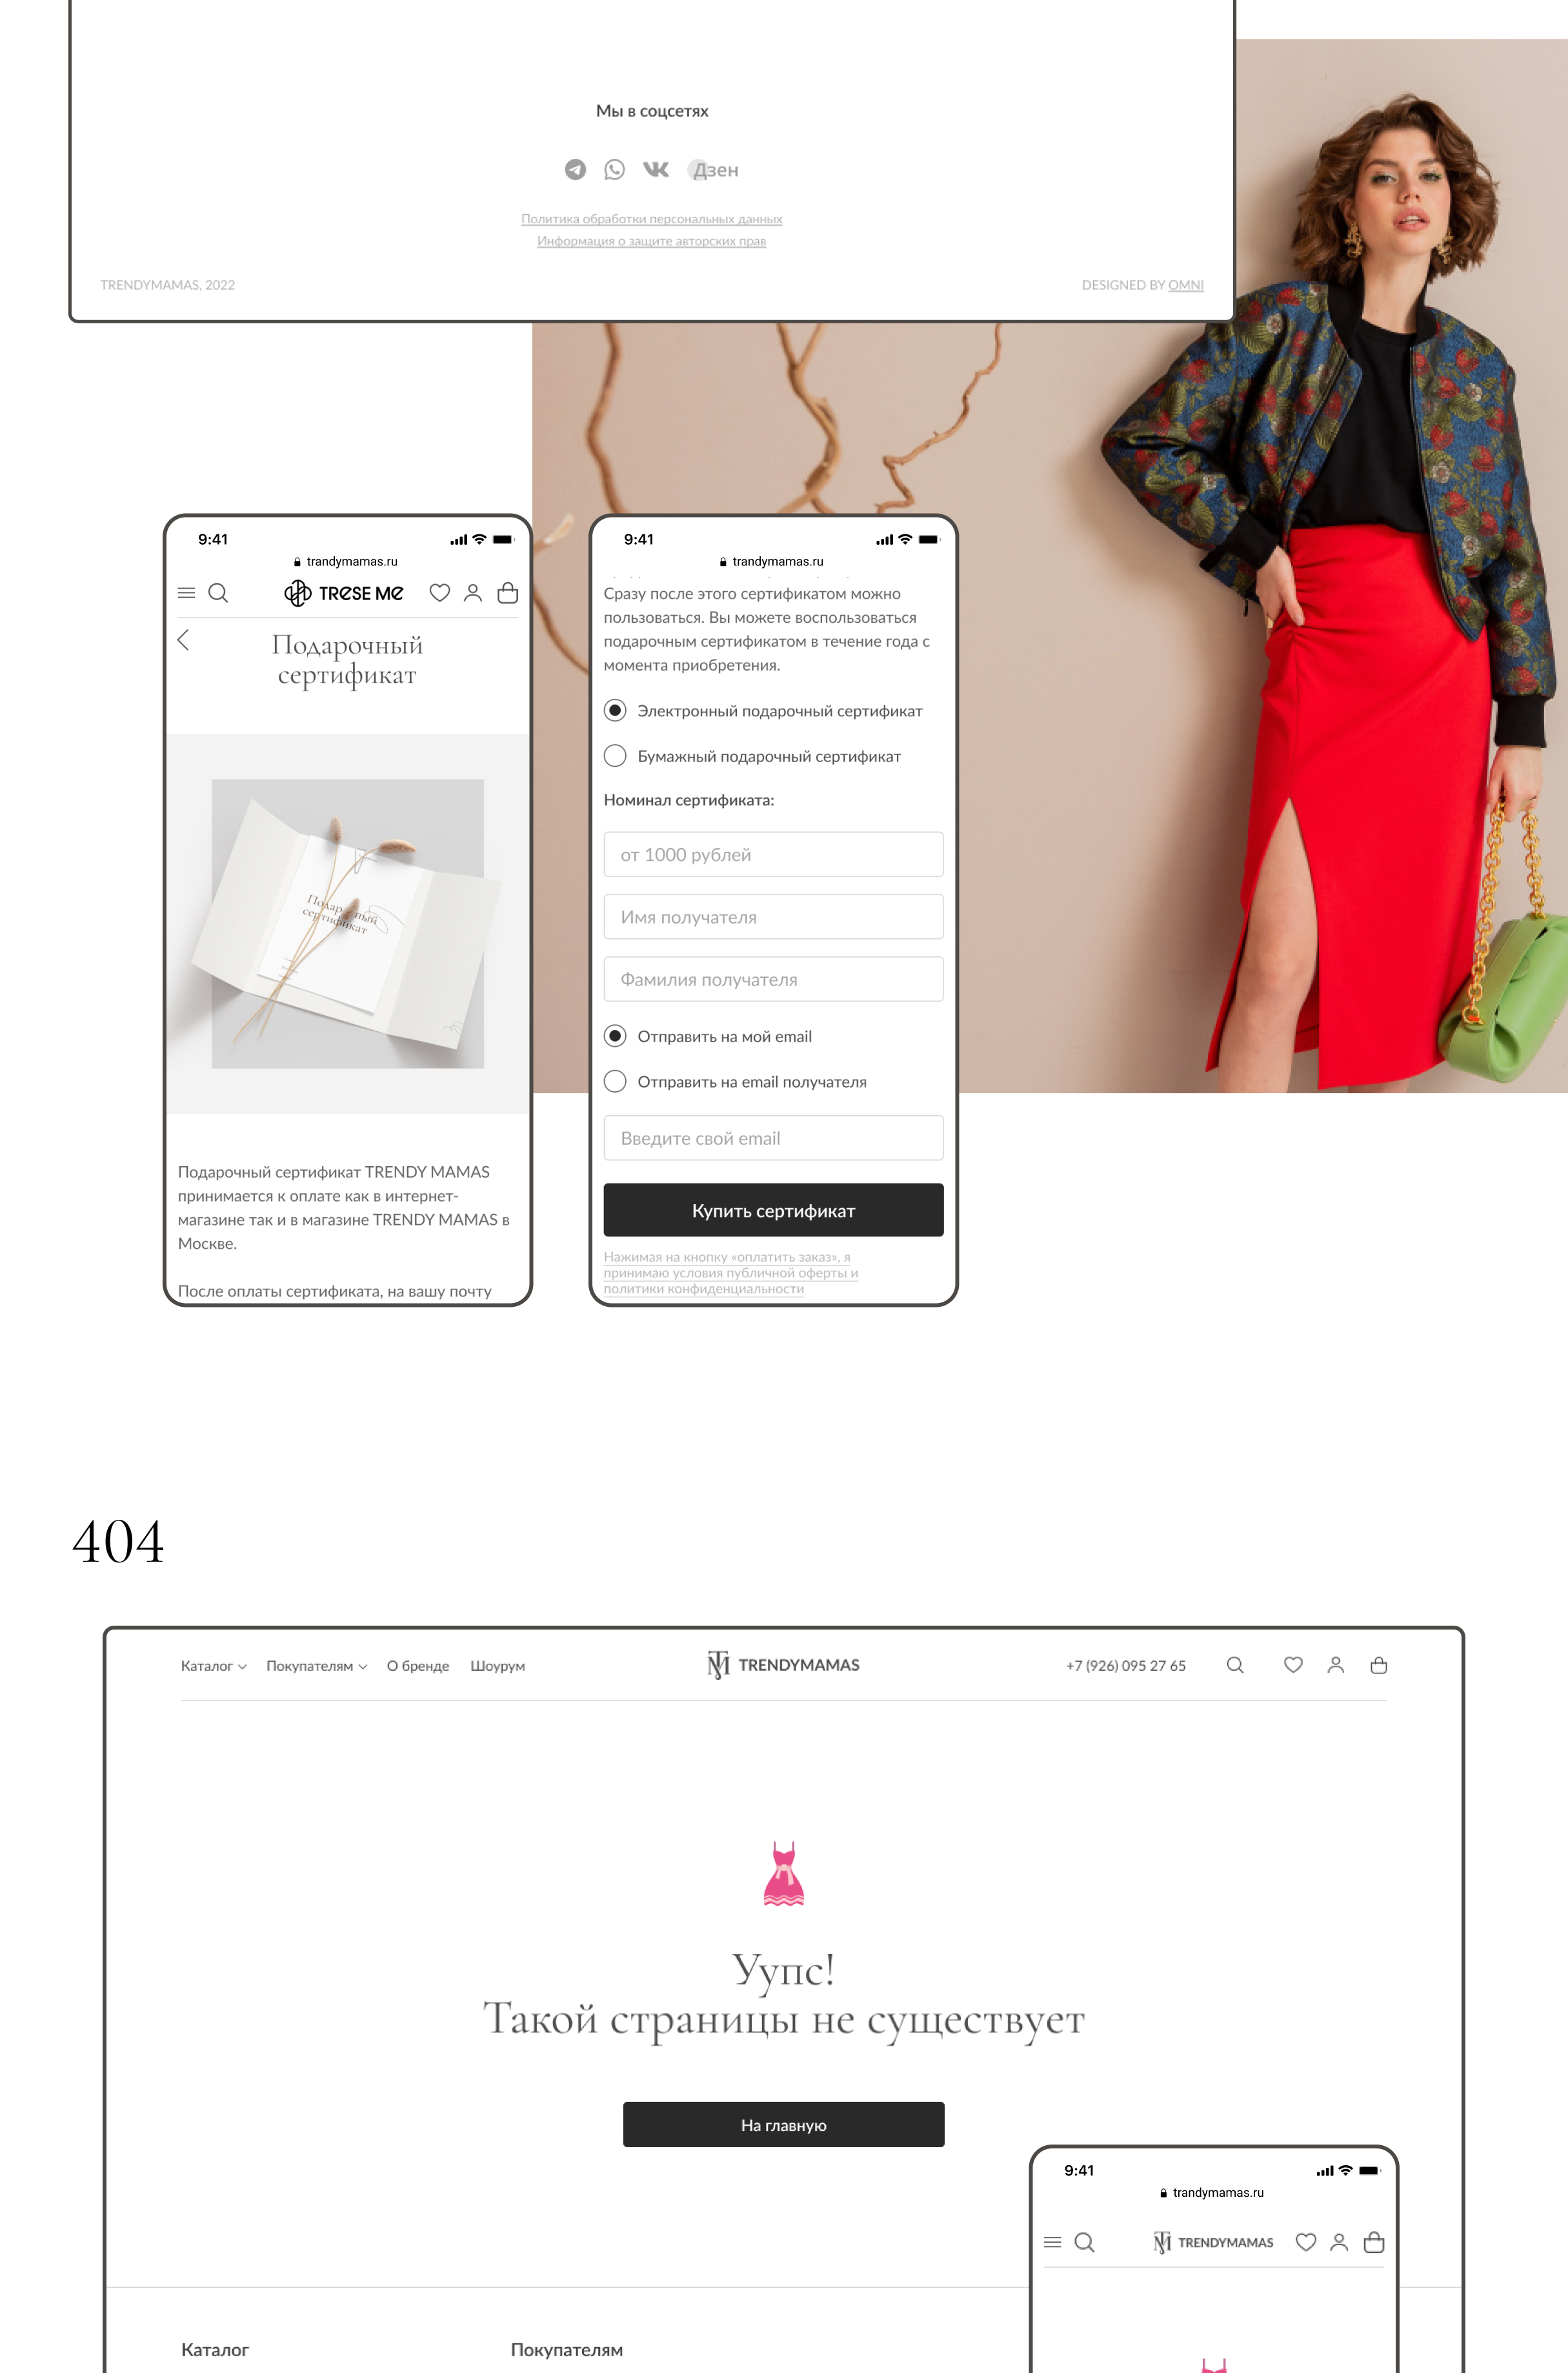 Мы в соцсетях
Дзен
Политика обработки персональных данных
Информация о защите авторских прав
TRENDYMAMAS, 2022
DESIGNED BY OMNI
9:41
trandymamas.ru
TRESE ME
Подарочный
сертификат
Подарочный
сертификат
Подарочный сертификат TRENDY MAMAS
принимается к оплате как в интернет-
магазине так и в магазине TRENDY MAMAS в
Москве.
После оплаты сертификата, на вашу почту
9:41
trandymamas.ru
Сразу после этого сертификатом можно
пользоваться. Вы можете воспользоваться
подарочным сертификатом в течение года с
момента приобретения.
Электронный подарочный сертификат
Бумажный подарочный сертификат
Номинал сертификата:
от 1000 рублей
Имя получателя
Фамилия получателя
Отправить на мой email
Отправить на email получателя
Введите свой email
Купить сертификат
Нажимая на кнопку «оплатить заказ», я
принимаю условия публичной оферты и
политики конфиденциальности
404
Каталог Покупателям О бренде Шоурум
TRENDYMAMAS
+7 (926) 095 27 65
Уупс!
Такой страницы не существует
На главную
9:41
trandymamas.ru
TRENDYMAMAS
Каталог
Покупателям